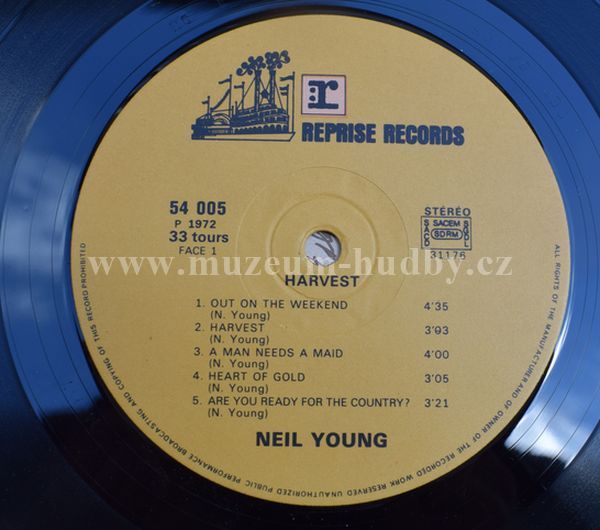 r
REPRISE RECORDS
54 005
P 1972
33 tours
FACE 1
STÉRÉO
SACD SACEM SDRM SGDL
31176
www.muzeum-hudby.cz
HARVEST
1. OUT ON THE WEEKEND 4'35
(N. Young)
2. HARVEST 3'93
(N. Young)
3. A MAN NEEDS A MAID 4'00
(N. Young)
4. HEART OF GOLD 3'05
(N. Young)
5. ARE YOU READY FOR THE COUNTRY? 3'21
(N. Young)
NEIL YOUNG
ALL RIGHTS OF THE MANUFACTURER AND OF OWNER OF THE RECORDED WORK RESERVED UNAUTHORIZED PUBLIC PERFORMANCE BROADCASTING AND COPYING OF THIS RECORD PROHIBITED